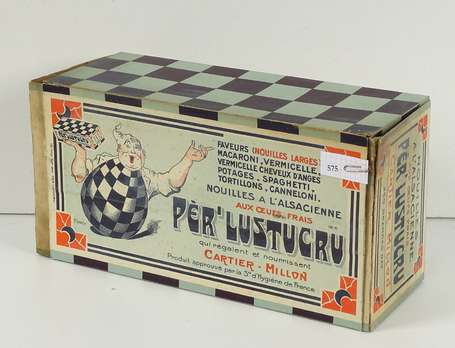 FAVEURS (NOUILLES LARGES)
MACARONI, VERMICELLE,
VERMICELLE CHEVEUX D'ANGES
POTAGES, SPAGHETTI,
TORTILLONS, CANNELONI.
NOUILLES A L'ALSACIENNE
AUX ŒUFS FRAIS
PÈR'LUSTUCRU
qui régalent et nourrissent
CARTIER-MILLON
Produit approuvé par la Sté d'Hygiène de France
575
A L'ALSACIENNE
PÈR'LUSTUCRU